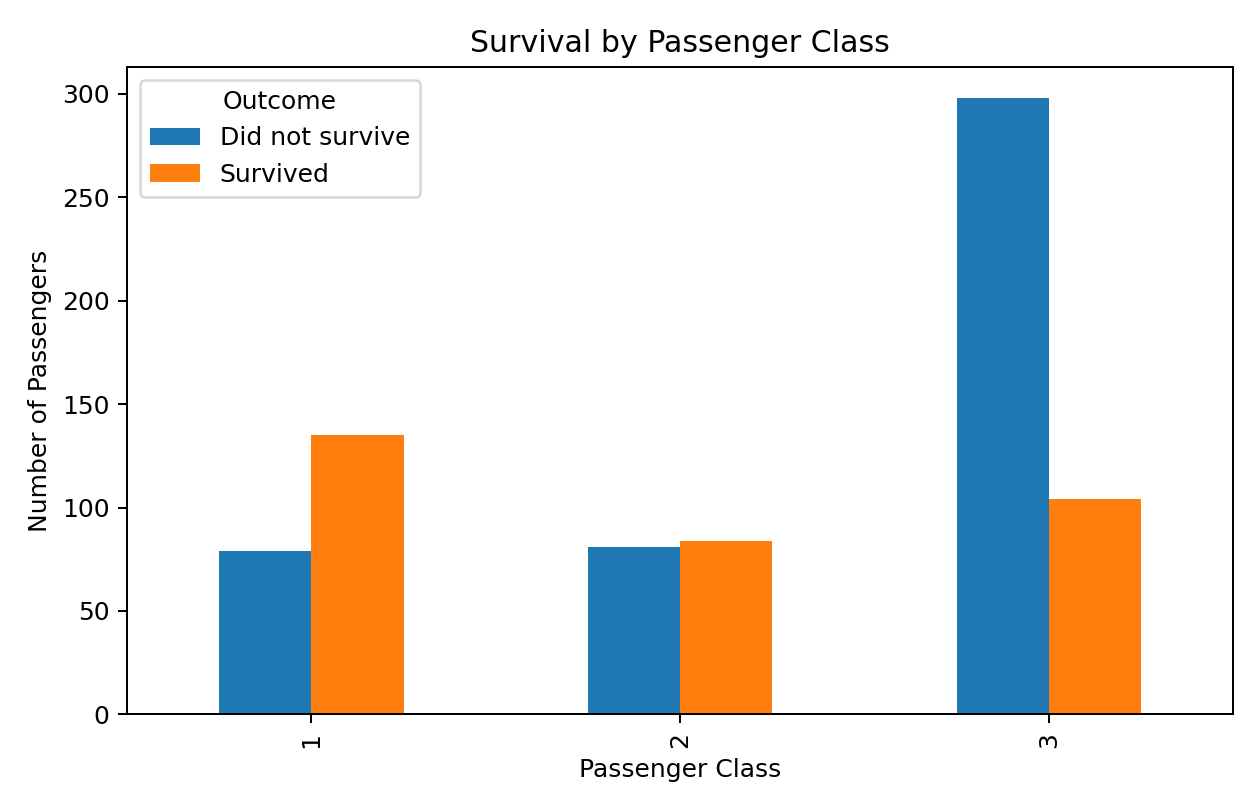 Survival by Passenger Class
Outcome
Did not survive
Survived
Number of Passengers
300
250
200
150
100
50
0
1
2
3
Passenger Class